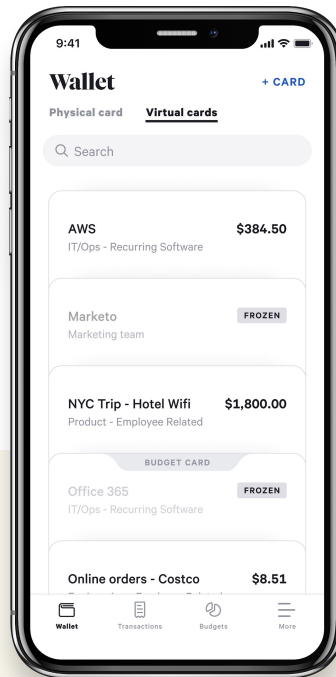 9:41
Wallet
+ CARD
Physical card Virtual cards
Search
AWS $384.50
IT/Ops - Recurring Software
Marketo FROZEN
Marketing team
NYC Trip - Hotel Wifi $1,800.00
Product - Employee Related
BUDGET CARD
Office 365 FROZEN
IT/Ops - Recurring Software
Online orders - Costco $8.51
Wallet Transactions Budgets More